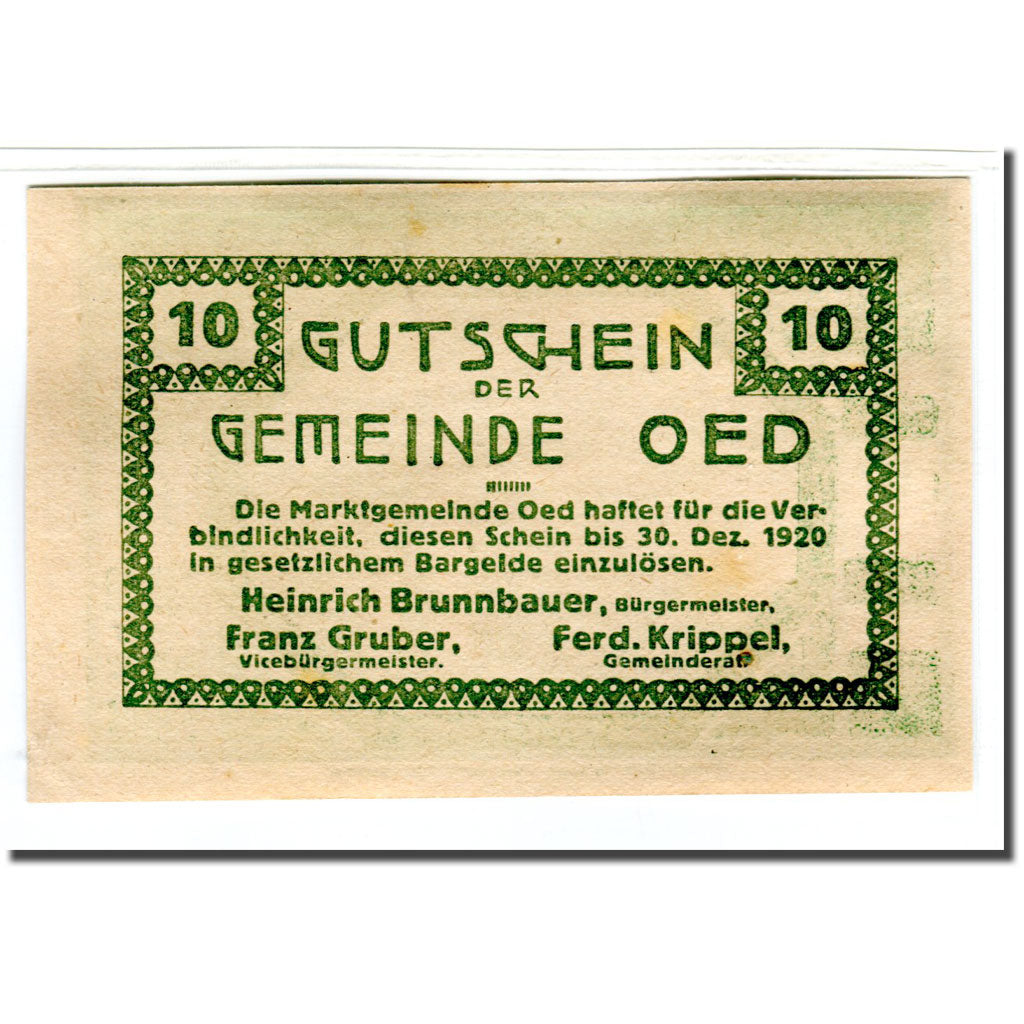 10 GUTSCHEIN 10
DER
GEMEINDE OED
Die Marktgemeinde Oed haftet für die Ver-
bindlichkeit, diesen Schein bis 30. Dez. 1920
in gesetzlichem Bargelde einzulösen.
Heinrich Brunnbauer, Bürgermeister,
Franz Gruber, Ferd. Krippel,
Vicebürgermeister. Gemeinderat.